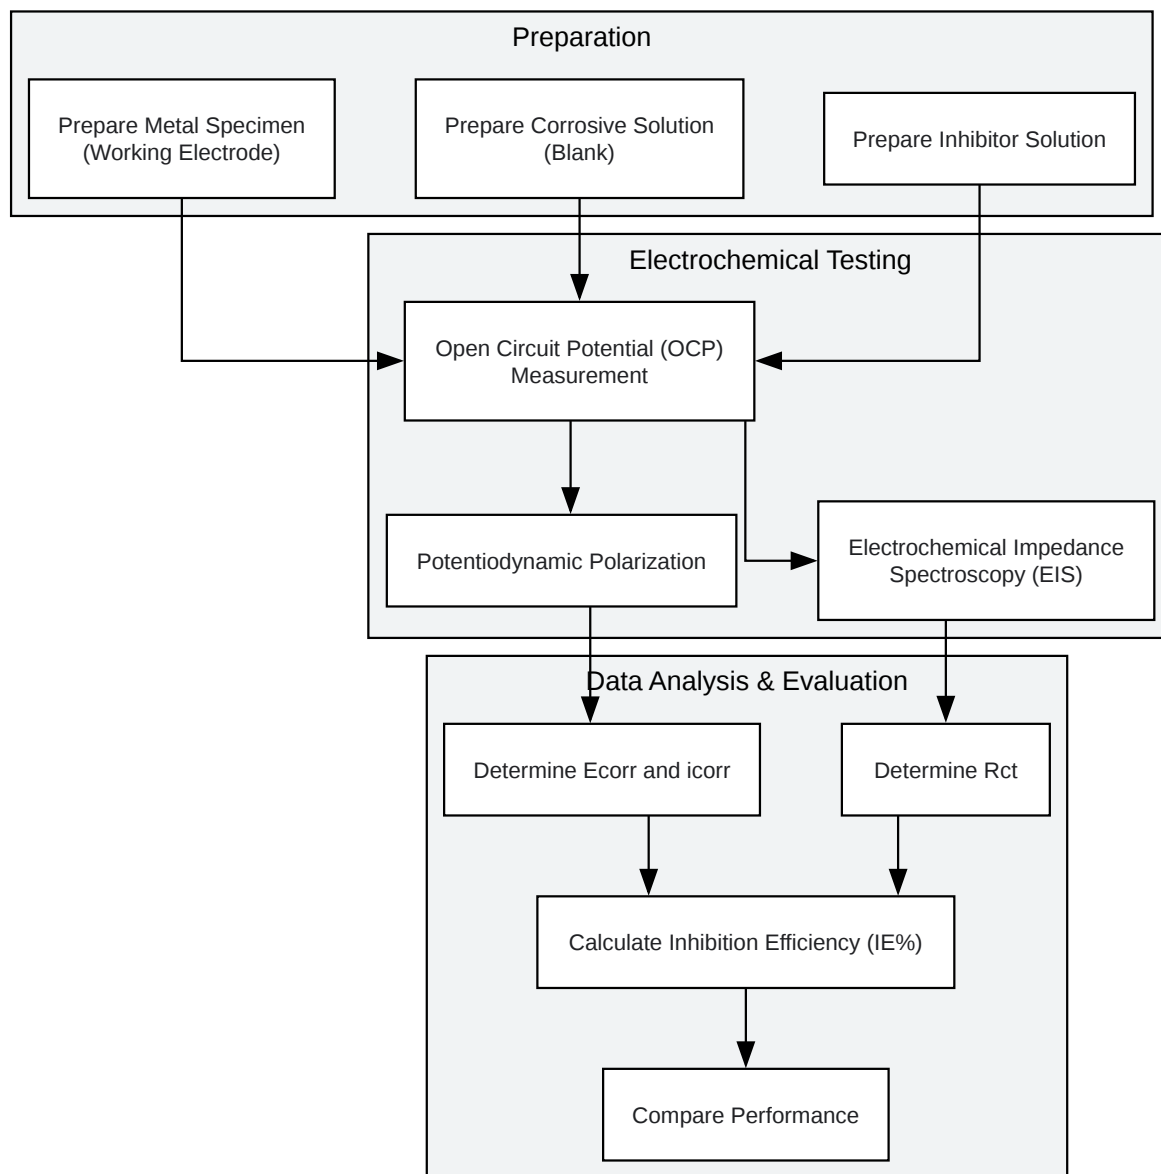 Preparation
Prepare Metal Specimen
(Working Electrode)
Prepare Corrosive Solution
(Blank)
Prepare Inhibitor Solution
Electrochemical Testing
Open Circuit Potential (OCP)
Measurement
Potentiodynamic Polarization
Electrochemical Impedance
Spectroscopy (EIS)
Data Analysis & Evaluation
Determine Ecorr and icorr
Determine Rct
Calculate Inhibition Efficiency (IE%)
Compare Performance